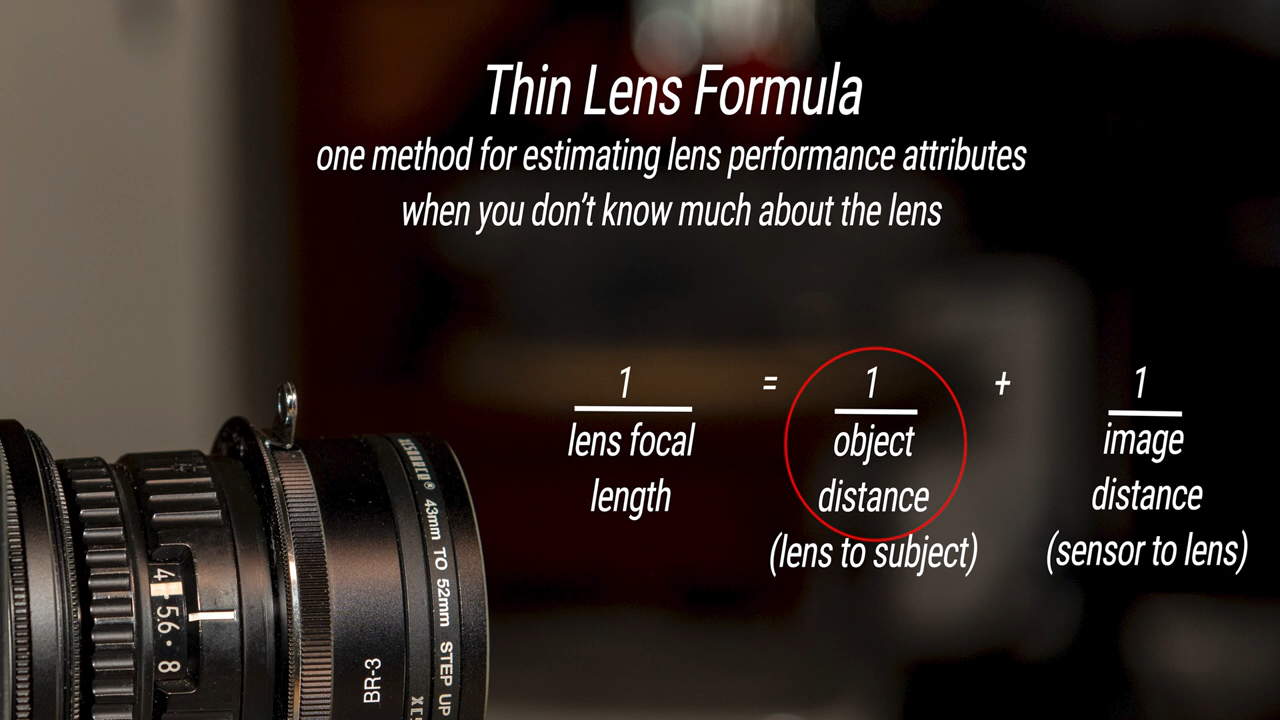 Thin Lens Formula
one method for estimating lens performance attributes
when you don't know much about the lens
1
=
1
+
1
lens focal
object
image
length
distance
distance
(lens to subject)
(sensor to lens)
43mm TO 52mm STEP UP
4 5.6 • 8
BR-3